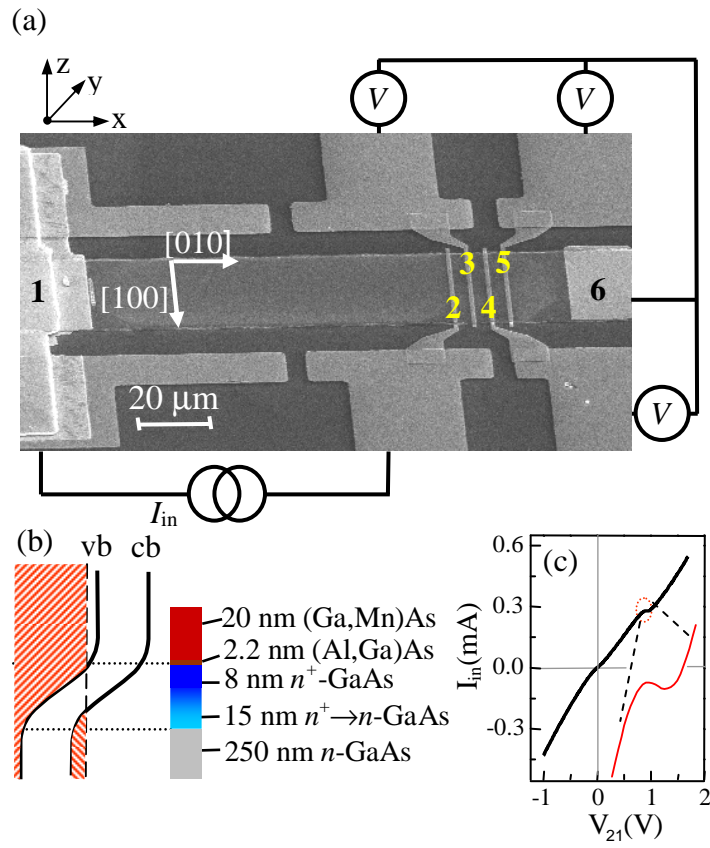 (a)
z
y
x
V
V
[010]
[100]
1
3
5
2
4
6
20 μm
V
I_in
(b)
vb
cb
20 nm (Ga,Mn)As
2.2 nm (Al,Ga)As
8 nm n⁺-GaAs
15 nm n⁺→n-GaAs
250 nm n-GaAs
(c)
0.6
0.3
0.0
-0.3
I_in(mA)
-1
0
1
2
V_21(V)